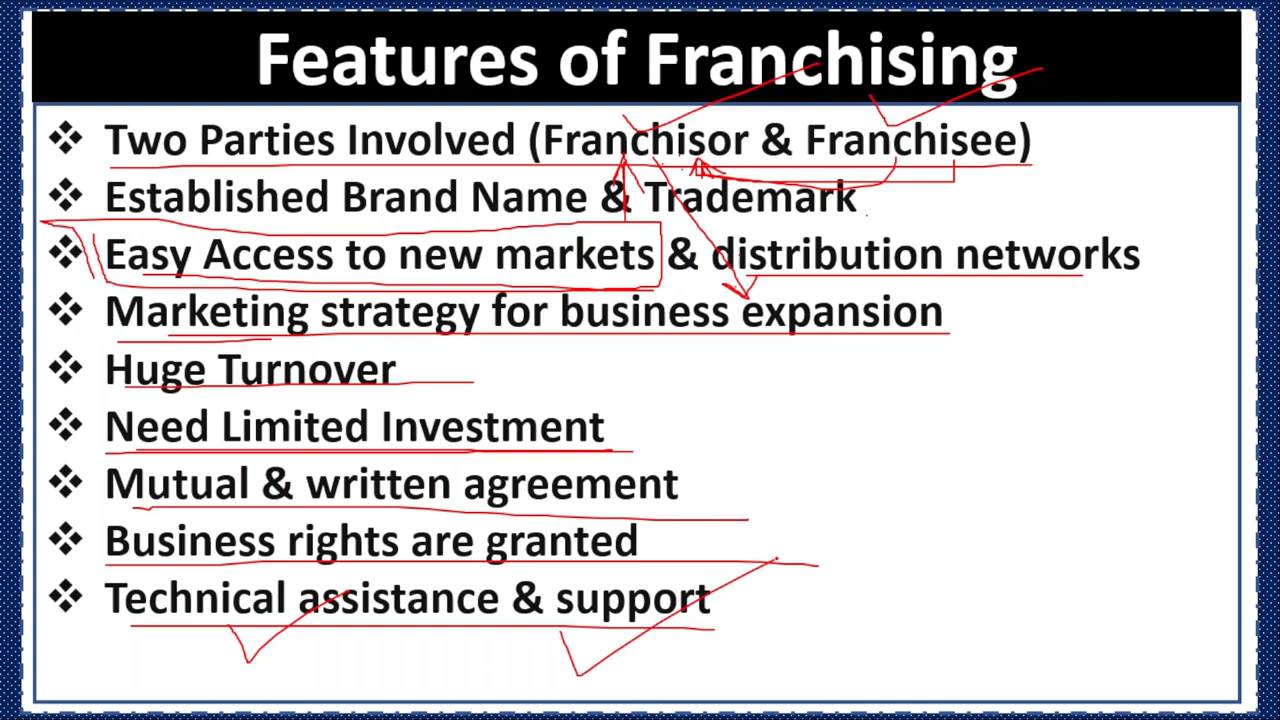 Features of Franchising
❖ Two Parties Involved (Franchisor & Franchisee)
❖ Established Brand Name & Trademark
❖ Easy Access to new markets & distribution networks
❖ Marketing strategy for business expansion
❖ Huge Turnover
❖ Need Limited Investment
❖ Mutual & written agreement
❖ Business rights are granted
❖ Technical assistance & support